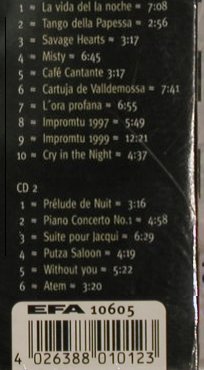 1 = La vida del la noche = 7:08
2 = Tango della Papessa = 2:56
3 = Savage Hearts = 3:17
4 = Misty = 6:45
5 = Café Cantante 3:17
6 = Cartuja de Valldemossa = 7:41
7 = L'ora profana = 6:55
8 = Impromtu 1997 = 5:49
9 = Impromtu 1999 = 12:21
10 = Cry in the Night = 4:37
CD 2
1 = Prélude de Nuit = 3:16
2 = Piano Concerto No.1 = 4:58
3 = Suite pour Jacqui = 6:29
4 = Putza Saloon = 4:19
5 = Without you = 5:22
6 = Atem = 3:20
EFA 10605
4 026388 010123